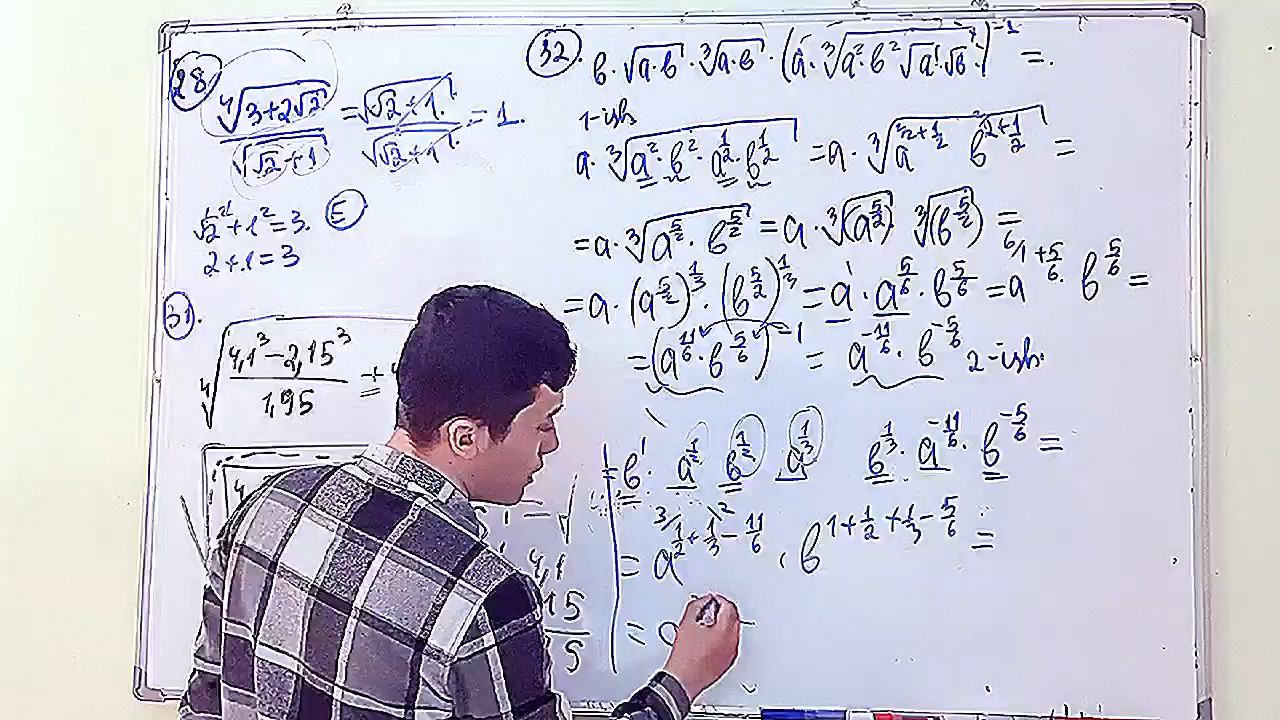 28.
⁴√(3+2√2) / √(√2+1) = √(√2+1) / √(√2+1) = 1.
√2² + 1² = 3. E
2+1=3
31.
⁴√((4,1³ − 2,15³) / 1,95 ÷
32. b · √(a·b) · ³√(a·b) · (a · ³√(a² · b² √a · √b))⁻¹ =.
1-ish
a · ³√(a² · b² · a^(1/2) · b^(1/2)) = a · ³√(a^(2+1/2) b^(2+1/2)) =
= a · ³√(a^(5/2) · b^(5/2)) = a · ³√(a^(5/2)) ³√(b^(5/2)) =
= a · (a^(5/2))^(1/3) · (b^(5/2))^(1/3) = a¹ · a^(5/6) · b^(5/6) = a^(1+5/6) · b^(5/6) =
= (a^(11/6) · b^(5/6))⁻¹ = a^(−11/6) · b^(−5/6) 2-ish.
= b¹ · a^(1/2) b^(1/2) a^(1/3) b^(1/3) · a^(−11/6) · b^(−5/6) =
= a^(1/2+1/3−11/6) · b^(1+1/2+1/3−5/6) =
= a